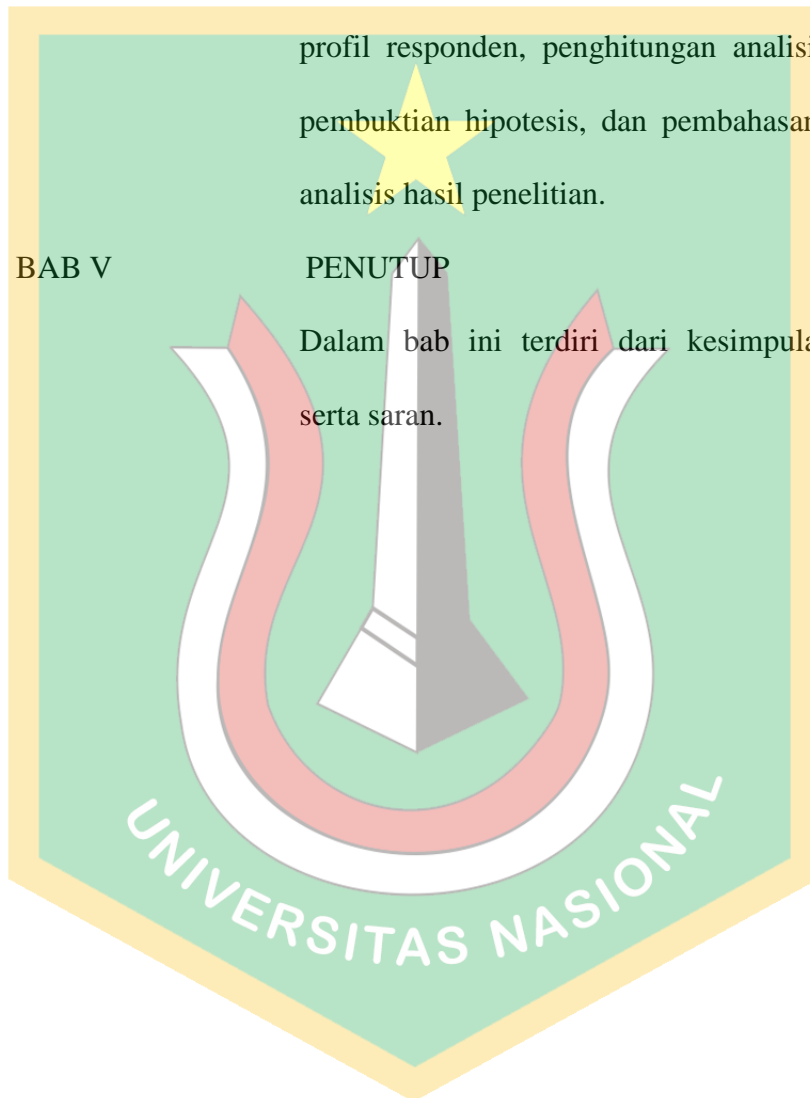 profil responden, penghitungan analisi
pembuktian hipotesis, dan pembahasan
analisis hasil penelitian.
BAB V PENUTUP
Dalam bab ini terdiri dari kesimpula
serta saran.
UNIVERSITAS NASIONAL